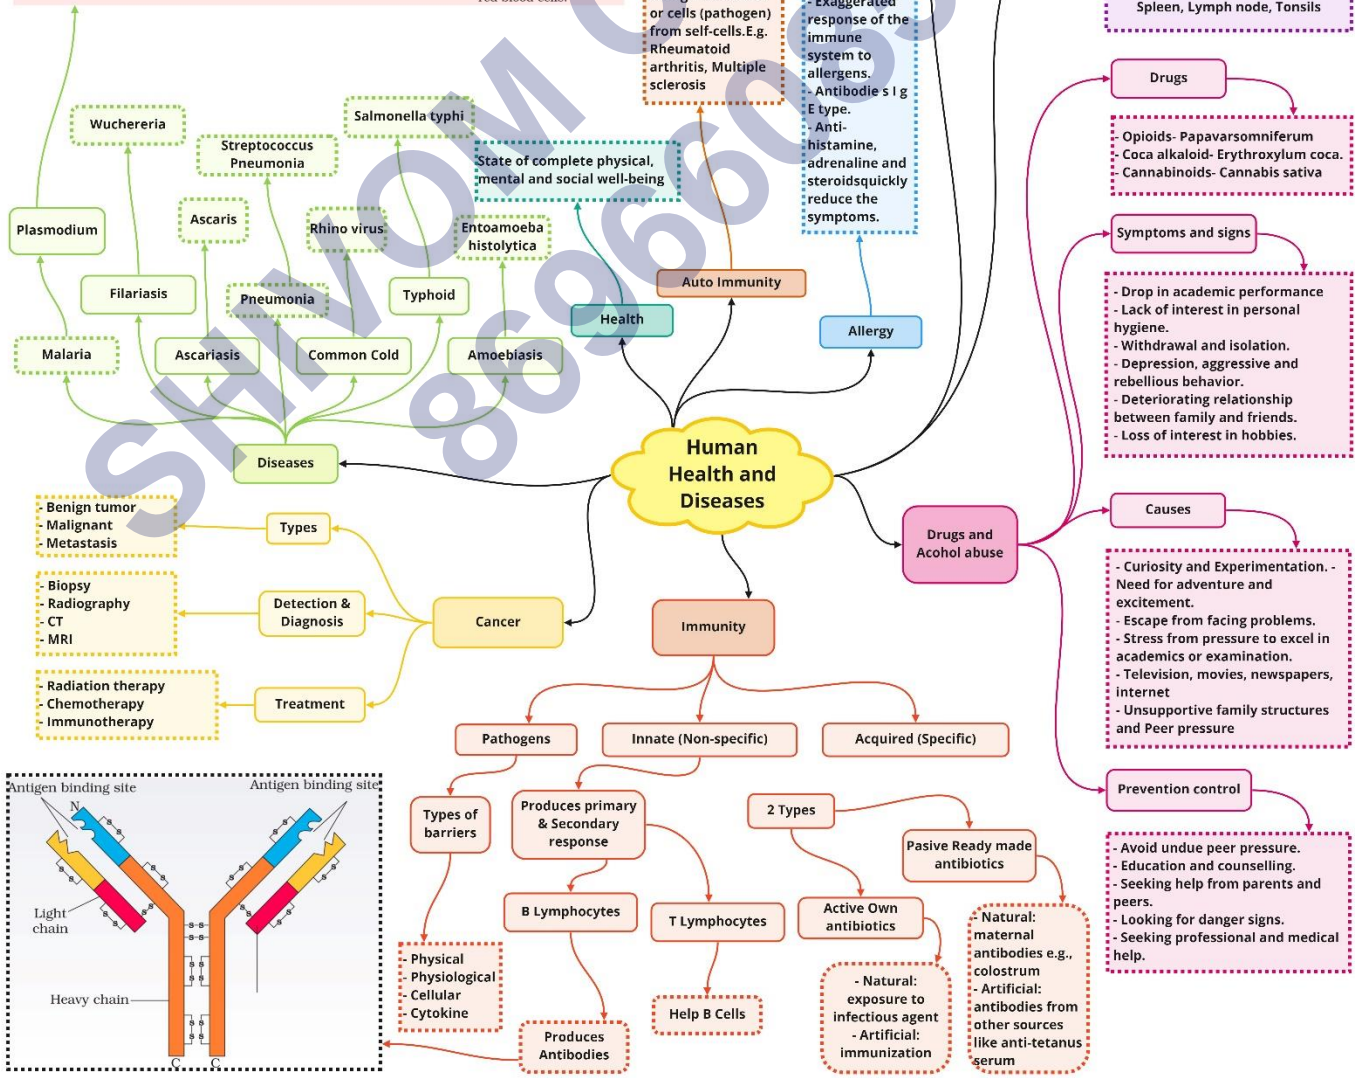 or cells (pathogen)
from self-cells.E.g.
Rheumatoid
arthritis, Multiple
sclerosis
- Exaggerated
response of the
immune
system to
allergens.
- Antibodie s I g
E type.
- Anti-
histamine,
adrenaline and
steroidsquickly
reduce the
symptoms.
Spleen, Lymph node, Tonsils
Drugs
- Opioids- Papavarsomniferum
- Coca alkaloid- Erythroxylum coca.
- Cannabinoids- Cannabis sativa
Wuchereria
Salmonella typhi
Streptococcus
Pneumonia
State of complete physical,
mental and social well-being
Plasmodium
Ascaris
Rhino virus
Entoamoeba
histolytica
Symptoms and signs
Filariasis
Pneumonia
Typhoid
Auto Immunity
Health
Allergy
Malaria
Ascariasis
Common Cold
Amoebiasis
- Drop in academic performance
- Lack of interest in personal
hygiene.
- Withdrawal and isolation.
- Depression, aggressive and
rebellious behavior.
- Deteriorating relationship
between family and friends.
- Loss of interest in hobbies.
Diseases
Human
Health and
Diseases
- Benign tumor
- Malignant
- Metastasis
Types
Drugs and
Acohol abuse
Causes
- Biopsy
- Radiography
- CT
- MRI
Detection &
Diagnosis
Cancer
Immunity
- Curiosity and Experimentation. -
Need for adventure and
excitement.
- Escape from facing problems.
- Stress from pressure to excel in
academics or examination.
- Television, movies, newspapers,
internet
- Unsupportive family structures
and Peer pressure
- Radiation therapy
- Chemotherapy
- Immunotherapy
Treatment
Pathogens
Innate (Non-specific)
Acquired (Specific)
Prevention control
Types of
barriers
Produces primary
& Secondary
response
2 Types
Pasive Ready made
antibiotics
- Avoid undue peer pressure.
- Education and counselling.
- Seeking help from parents and
peers.
- Looking for danger signs.
- Seeking professional and medical
help.
B Lymphocytes
T Lymphocytes
Active Own
antibiotics
- Natural:
maternal
antibodies e.g.,
colostrum
- Artificial:
antibodies from
other sources
like anti-tetanus
serum
- Physical
- Physiological
- Cellular
- Cytokine
Produces
Antibodies
Help B Cells
- Natural:
exposure to
infectious agent
- Artificial:
immunization
Antigen binding site
Antigen binding site
N
s s
s s
s s
s s
s s
s s
s s
s s
Light
chain
s s
s s
s s
s s
Heavy chain
s s
s s
C
C
SHIVOM